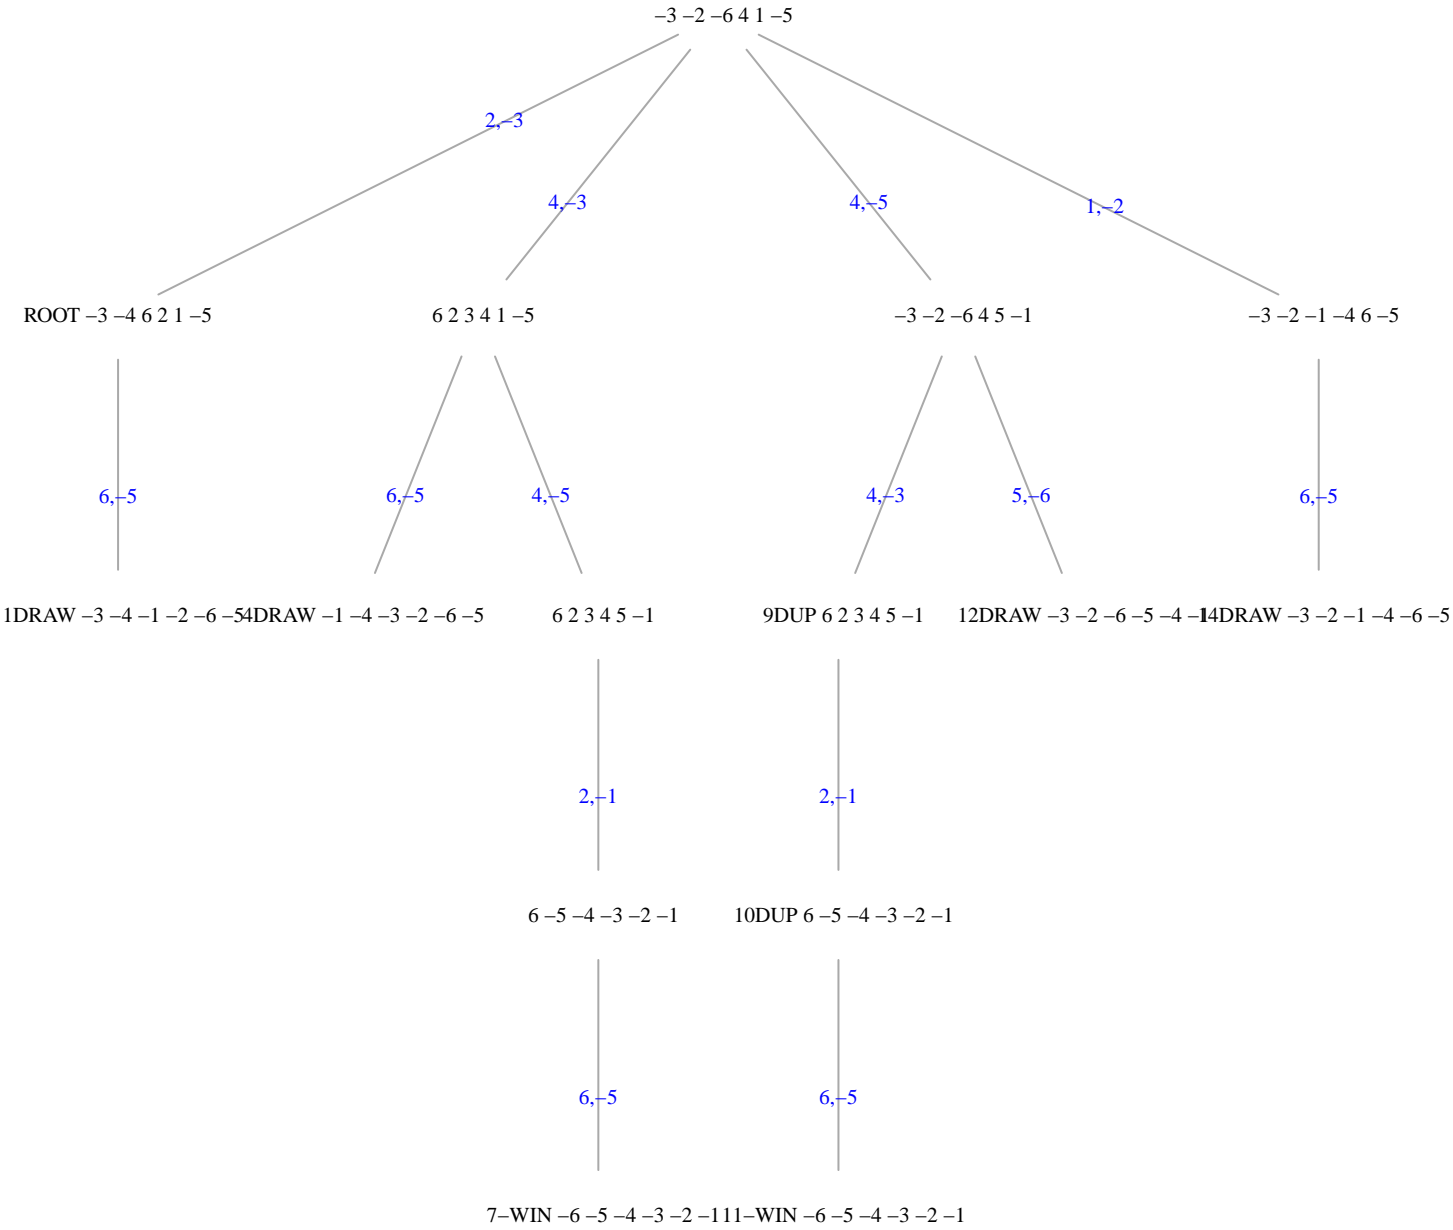 −3 −2 −6 4 1 −5
2,−3
4,−3
4,−5
1,−2
ROOT −3 −4 6 2 1 −5
6 2 3 4 1 −5
−3 −2 −6 4 5 −1
−3 −2 −1 −4 6 −5
6,−5
6,−5
4,−5
4,−3
5,−6
6,−5
1DRAW −3 −4 −1 −2 −6 −5
4DRAW −1 −4 −3 −2 −6 −5
6 2 3 4 5 −1
9DUP 6 2 3 4 5 −1
12DRAW −3 −2 −6 −5 −4 −1
14DRAW −3 −2 −1 −4 −6 −5
2,−1
2,−1
6 −5 −4 −3 −2 −1
10DUP 6 −5 −4 −3 −2 −1
6,−5
6,−5
7−WIN −6 −5 −4 −3 −2 −1
11−WIN −6 −5 −4 −3 −2 −1